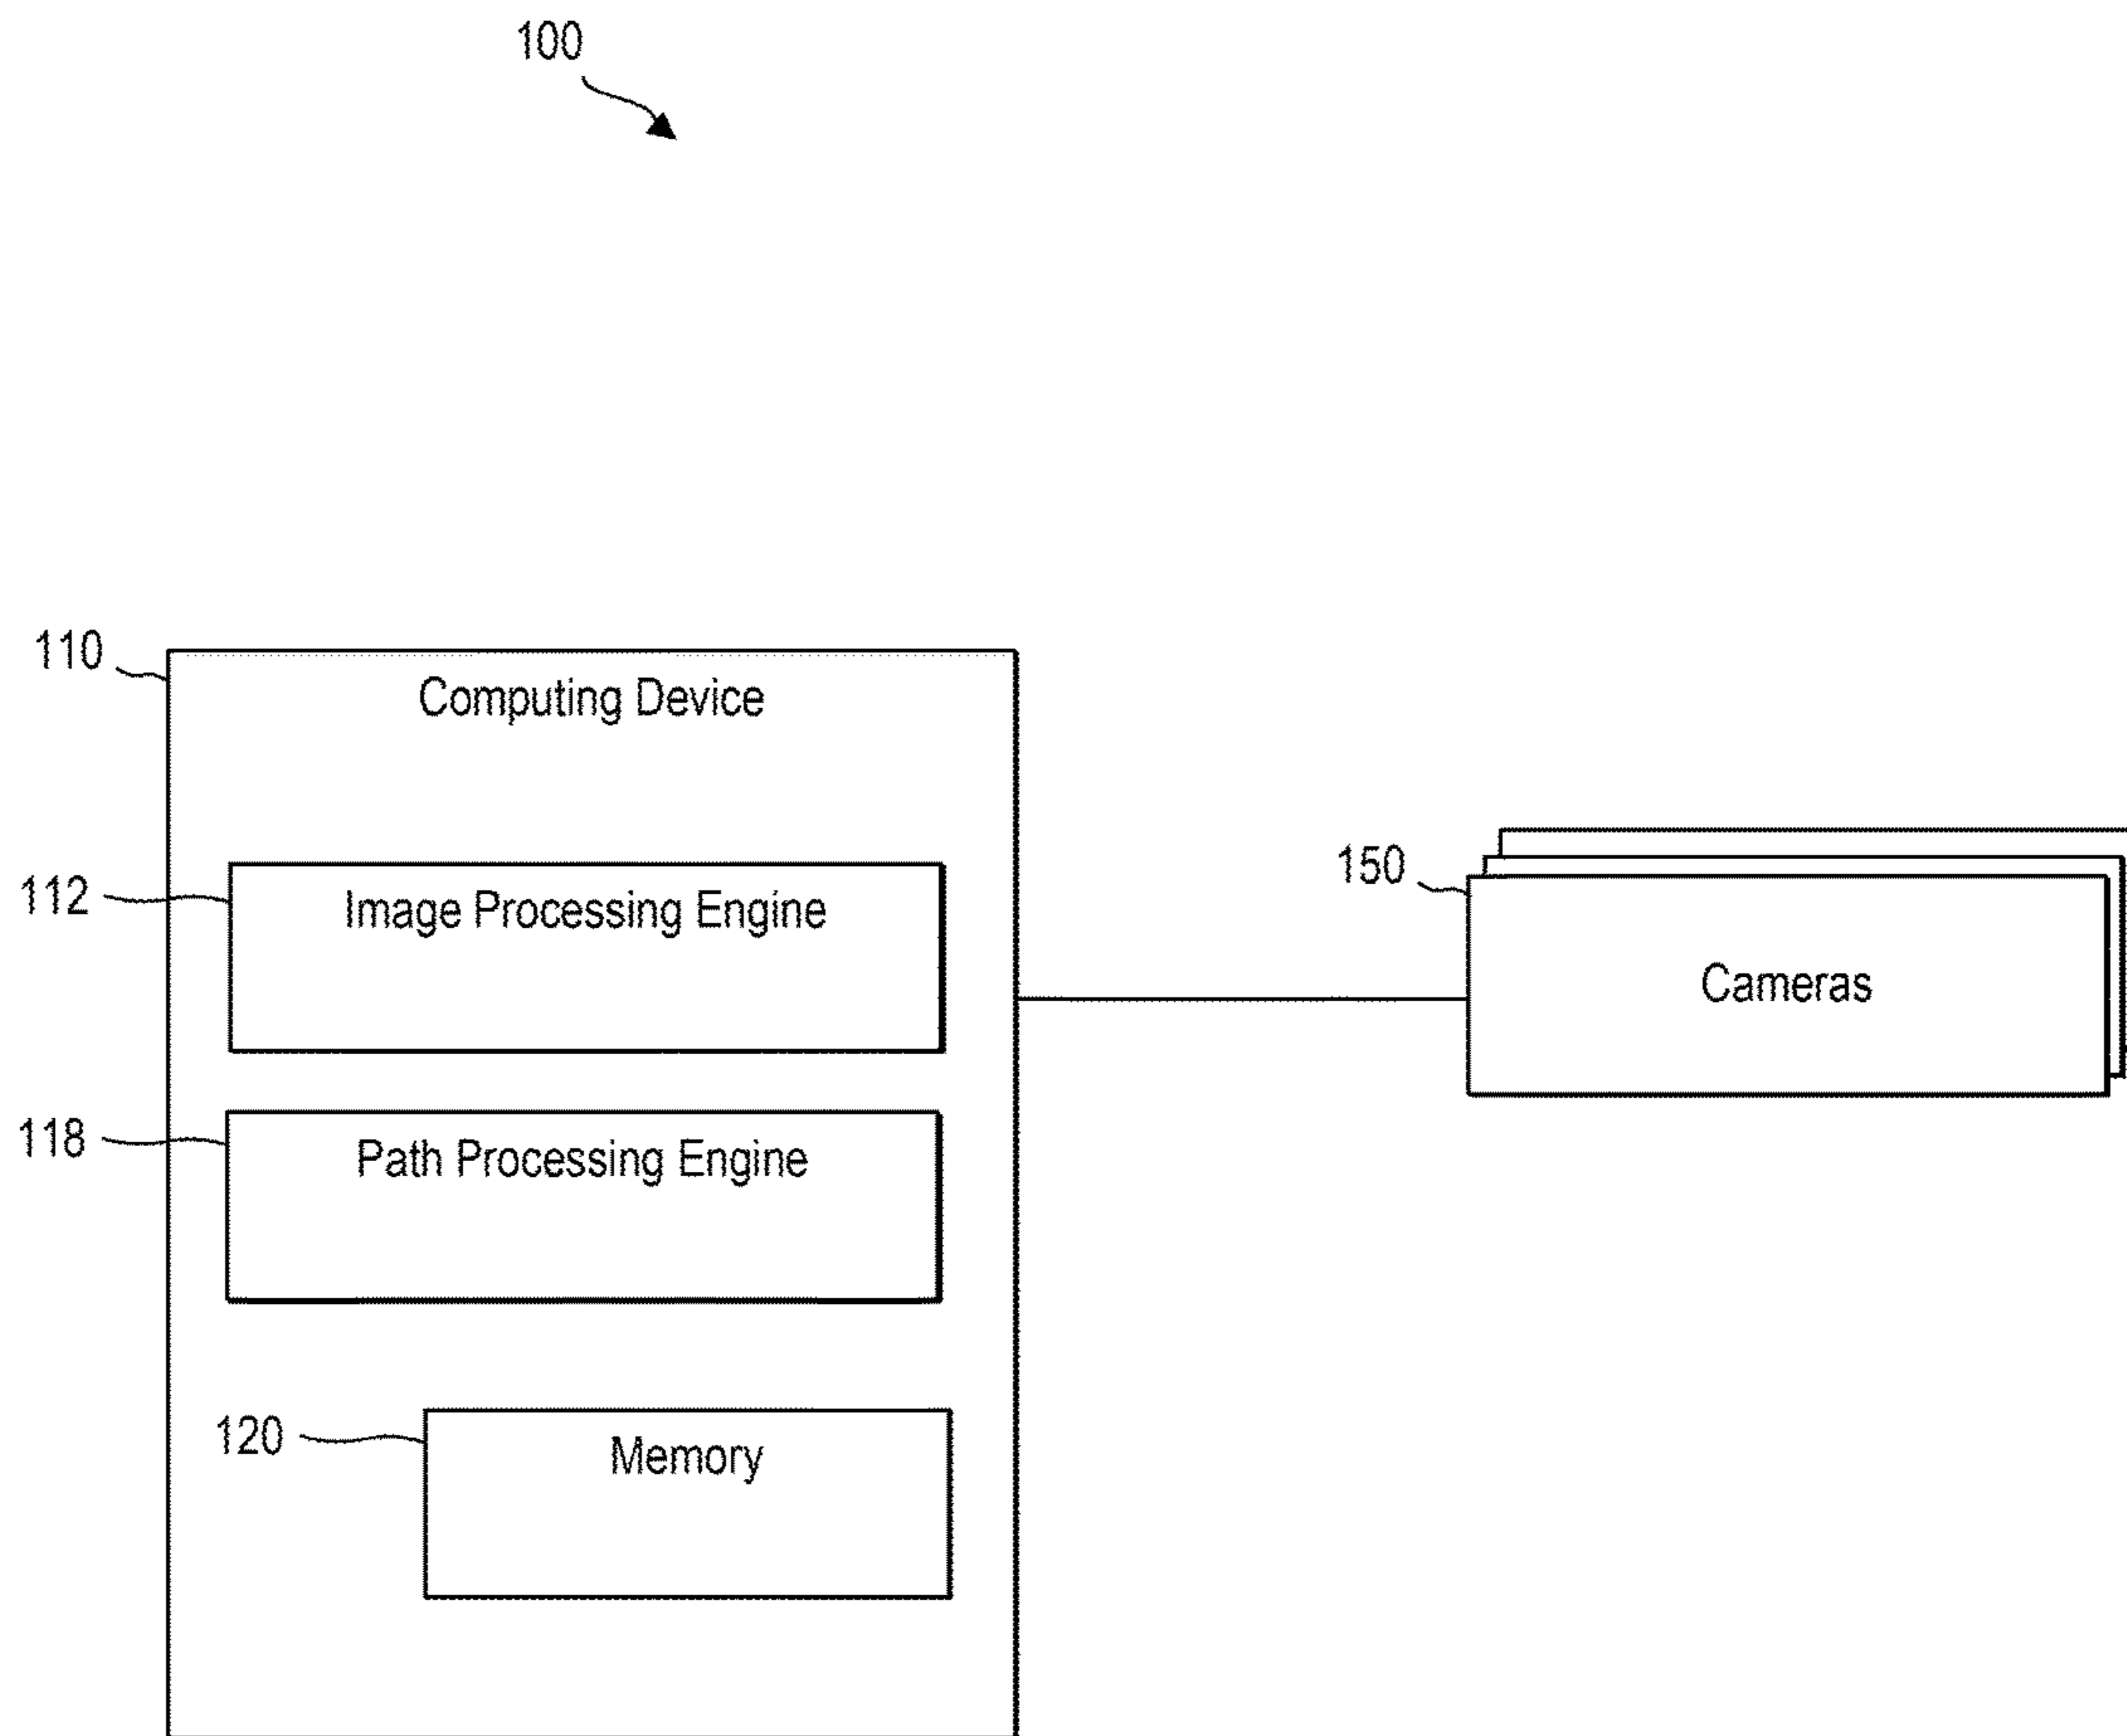 100
110
Computing Device
112
Image Processing Engine
150
Cameras
118
Path Processing Engine
120
Memory